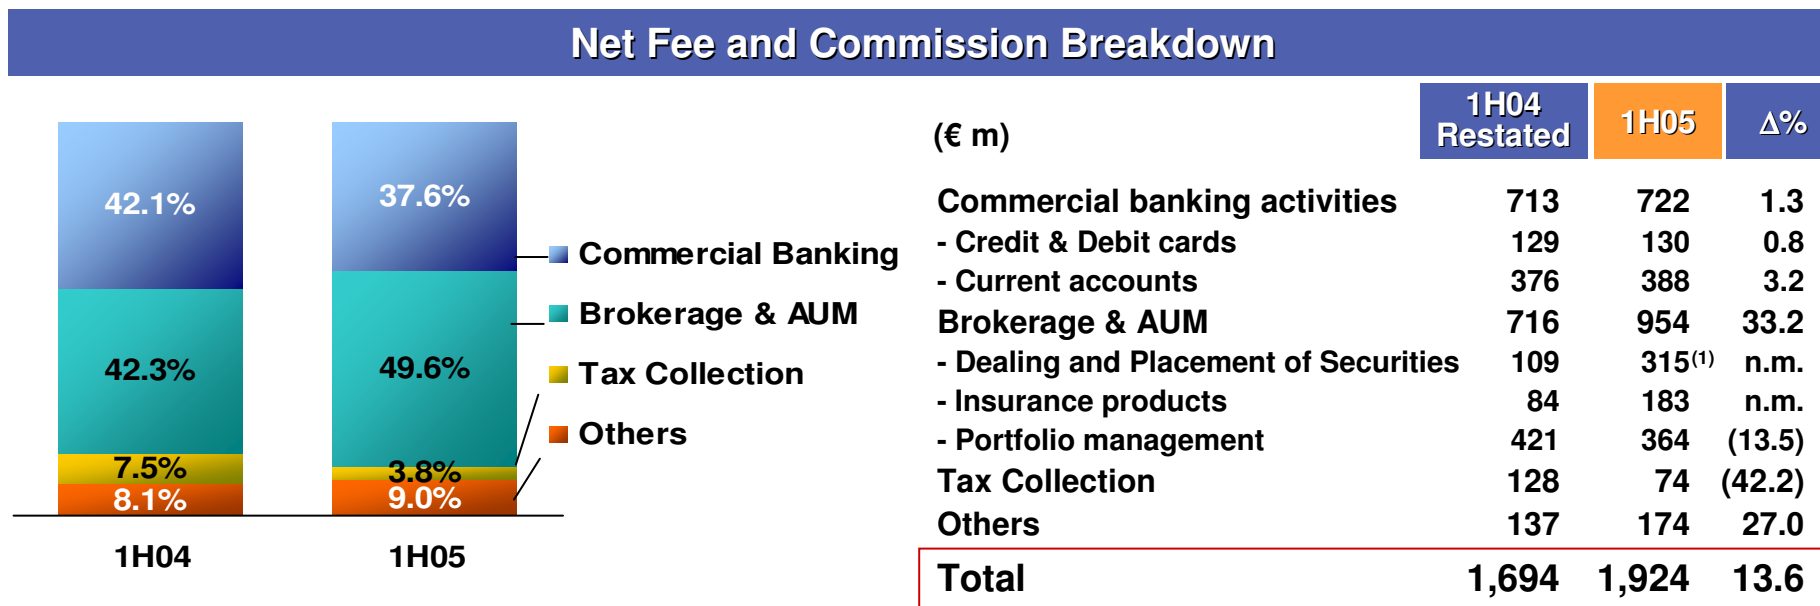 Net Fee and Commission Breakdown
42.1%
42.3%
7.5%
8.1%
1H04
37.6%
49.6%
3.8%
9.0%
1H05
Commercial Banking
Brokerage & AUM
Tax Collection
Others
(€ m) 1H04 Restated 1H05 Δ%
Commercial banking activities 713 722 1.3
- Credit & Debit cards 129 130 0.8
- Current accounts 376 388 3.2
Brokerage & AUM 716 954 33.2
- Dealing and Placement of Securities 109 315(1) n.m.
- Insurance products 84 183 n.m.
- Portfolio management 421 364 (13.5)
Tax Collection 128 74 (42.2)
Others 137 174 27.0
Total 1,694 1,924 13.6